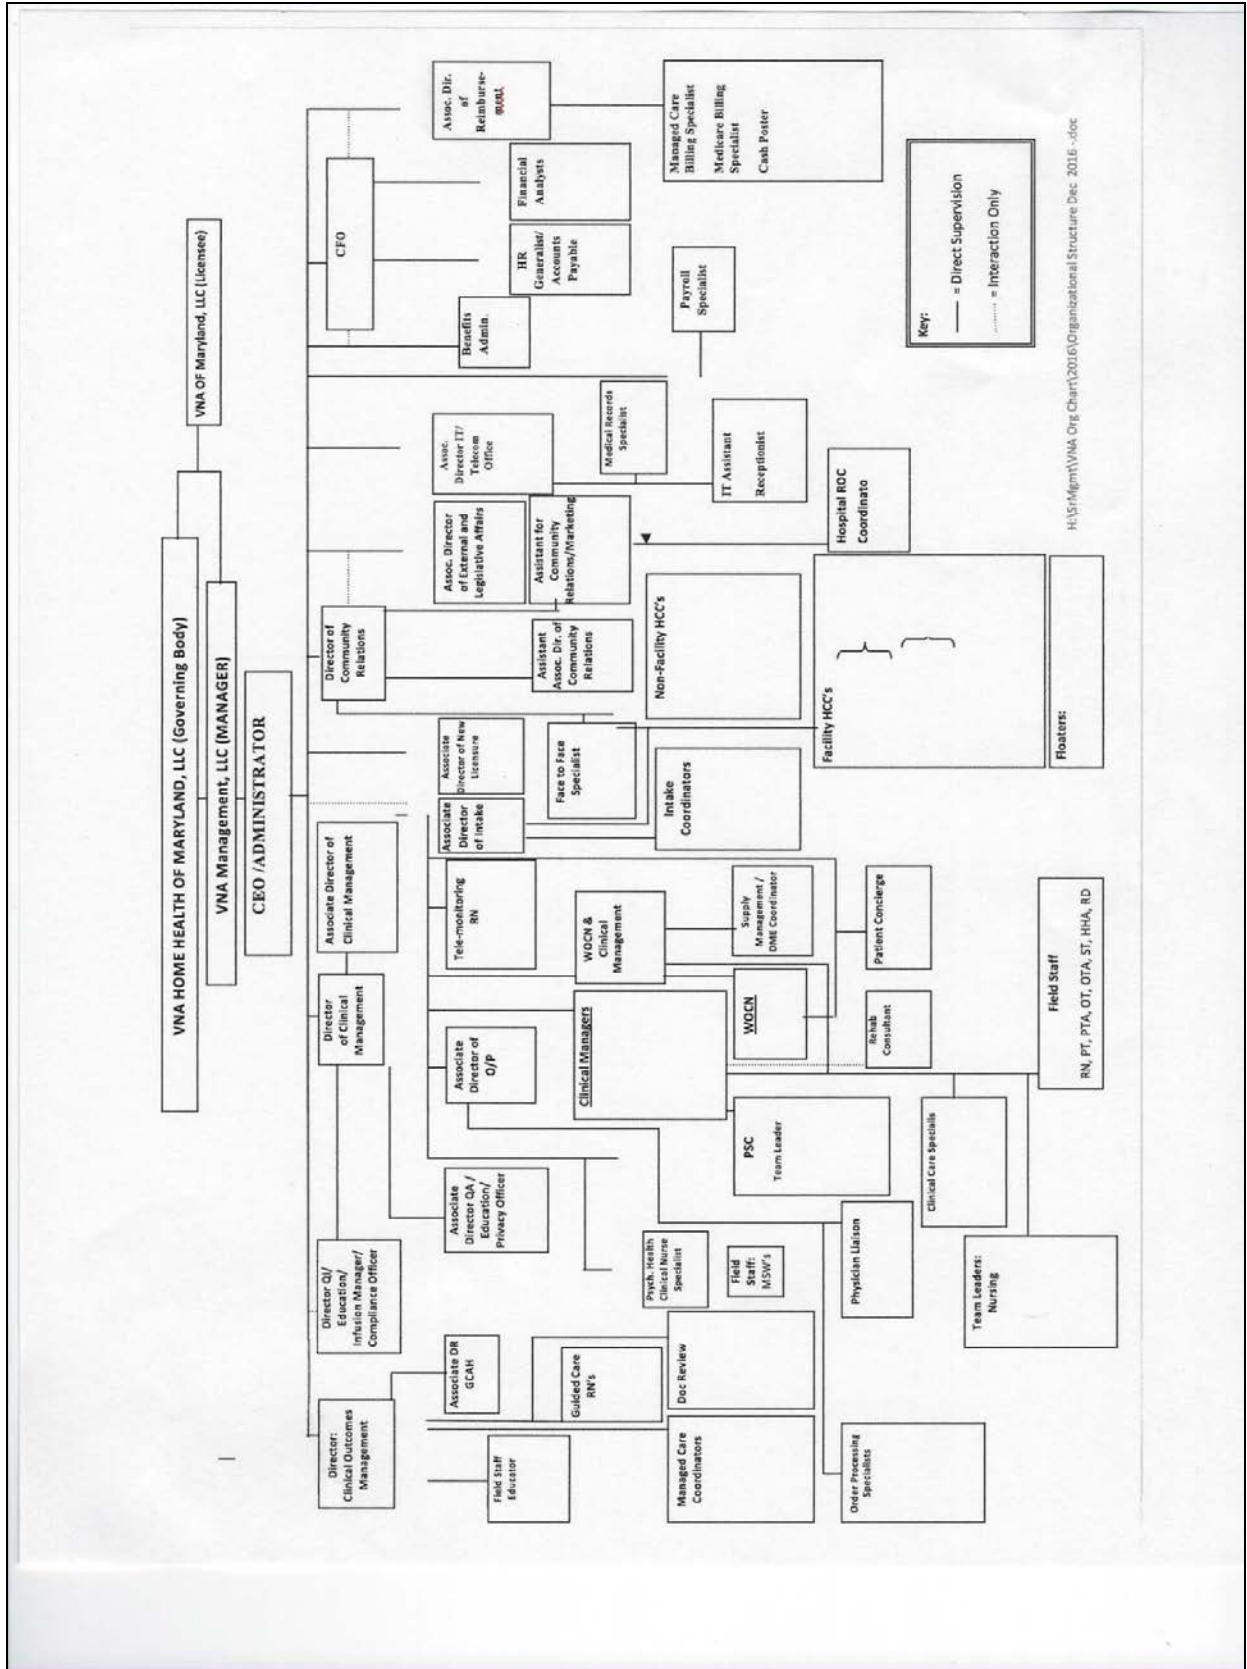 VNA HOME HEALTH OF MARYLAND, LLC (Governing Body)
VNA OF Maryland, LLC (Licensee)
VNA Management, LLC (MANAGER)
CEO /ADMINISTRATOR
Director:
Clinical Outcomes
Management
Director QI/
Education/
Infusion Manager/
Compliance Officer
Director
of Clinical
Management
Associate Director of
Clinical Management
Director of
Community
Relations
CFO
Associate DR
GCAH
Associate
Director QA /
Education/
Privacy Officer
Associate
Director of
O/P
Tele-monitoring
RN
Associate
Director
of Intake
Associate
Director of New
Licensure
Assoc. Director
of External and
Legislative Affairs
Assoc.
Director IT/
Telecom
Office
Benefits
Admin.
HR
Generalist/
Accounts
Payable
Financial
Analysts
Assoc. Dir.
of
Reimburse-
ment
Field Staff
Educator
Guided Care
RN's
Clinical Managers
WOCN &
Clinical
Management
Face to Face
Specialist
Assistant
Assoc. Dir. of
Community
Relations
Assistant for
Community
Relations/Marketing
Medical Records
Specialist
Payroll
Specialist
Managed Care
Billing Specialist
Medicare Billing
Specialist
Cash Poster
Managed Care
Coordinators
Doc Review
Psych. Health
Clinical Nurse
Specialist
Field
Staff:
MSW's
PSC
Team Leader
WOCN
Supply
Management /
DME Coordinator
Intake
Coordinators
Non-Facility HCC's
IT Assistant
Receptionist
Order Processing
Specialists
Physician Liaison
Clinical Care Specialis
Rehab
Consultant
Patient Concierge
Facility HCC's
Hospital ROC
Coordinato
Team Leaders:
Nursing
Field Staff
RN, PT, PTA, OT, OTA, ST, HHA, RD
Floaters:
Key:
= Direct Supervision
= Interaction Only
H:\SrMgmt\VNA Org Chart\2016\Organizational Structure Dec 2016 -.doc